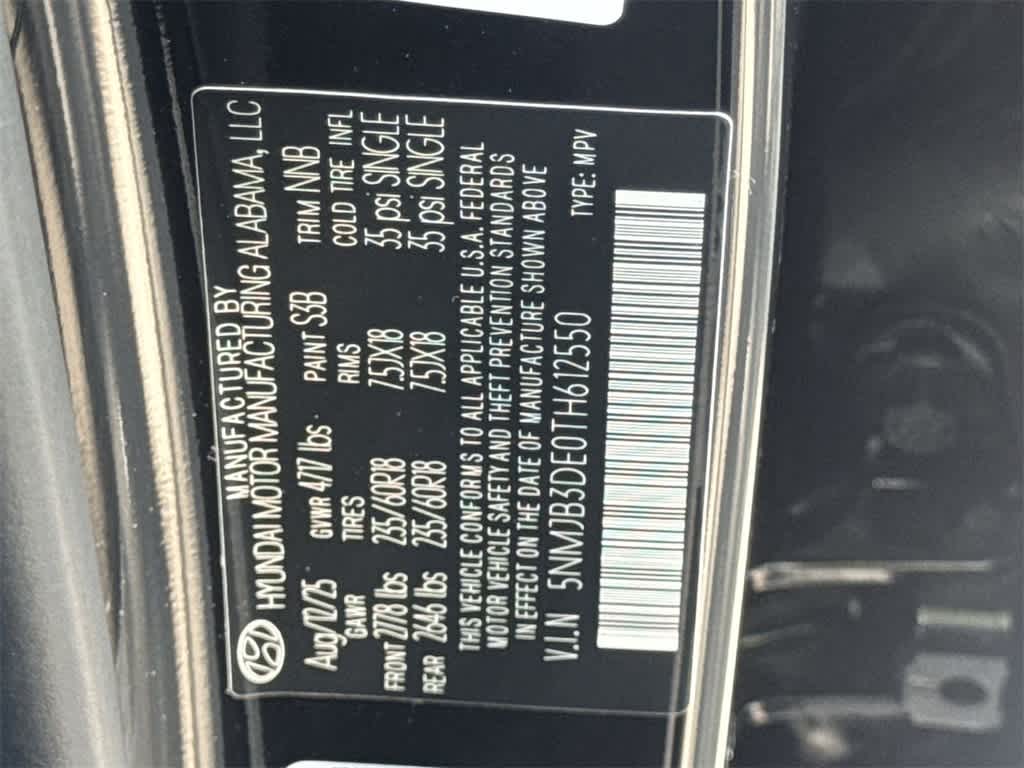 MANUFACTURED BY
HYUNDAI MOTOR MANUFACTURING ALABAMA, LLC
Aug/12/25 GVWR 4717 lbs PAINT S3B TRIM NNB
GAWR TIRES RIMS COLD TIRE INFL
FRONT 2778 lbs 235/60R18 7.5X18 35 psi SINGLE
REAR 2646 lbs 235/60R18 7.5X18 35 psi SINGLE
THIS VEHICLE CONFORMS TO ALL APPLICABLE U.S.A. FEDERAL
MOTOR VEHICLE SAFETY AND THEFT PREVENTION STANDARDS
IN EFFECT ON THE DATE OF MANUFACTURE SHOWN ABOVE
V.I.N 5NMJB3DE0TH612550 TYPE: MPV